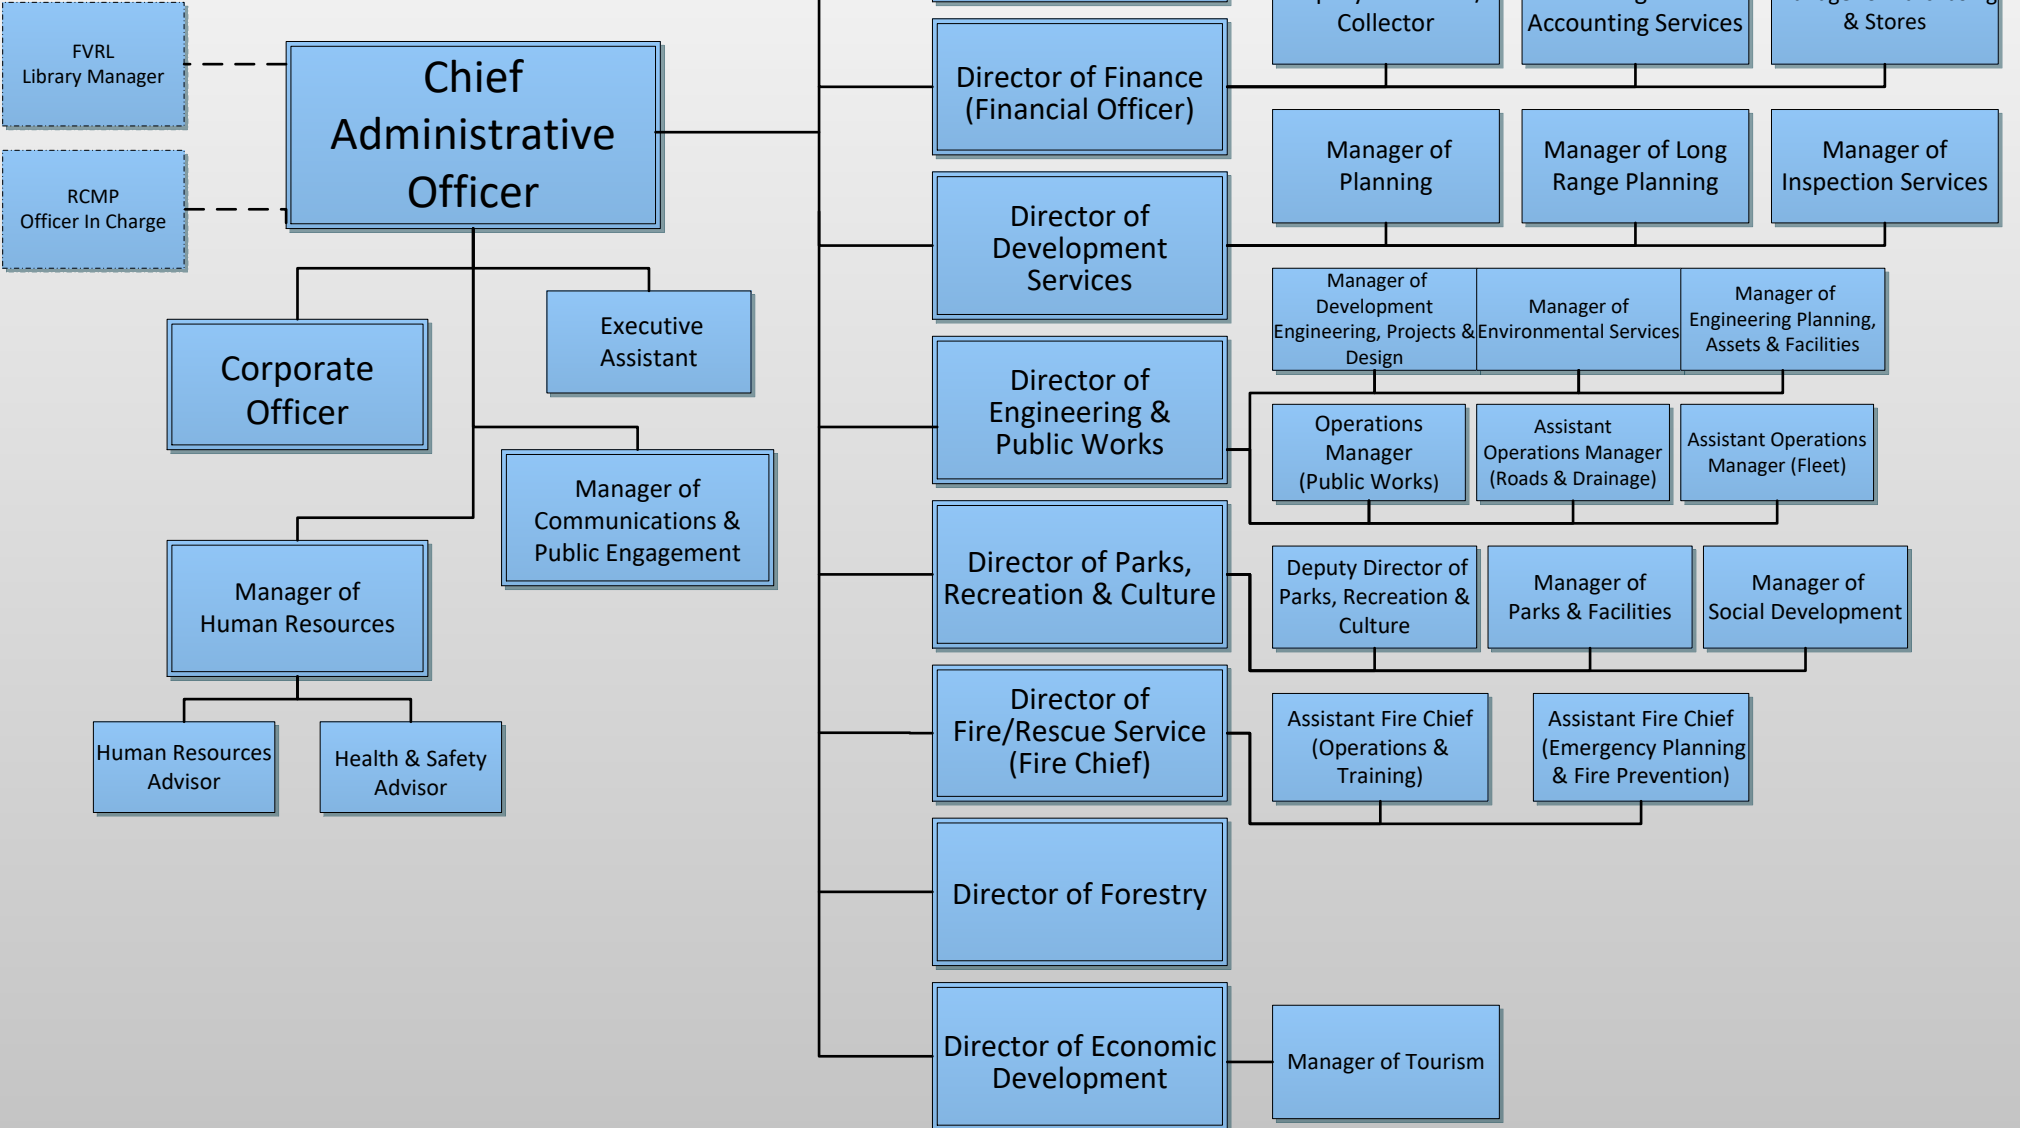 FVRL
Library Manager
RCMP
Officer In Charge
Chief
Administrative
Officer
Corporate
Officer
Executive
Assistant
Manager of
Communications &
Public Engagement
Manager of
Human Resources
Human Resources
Advisor
Health & Safety
Advisor
Collector
Accounting Services
& Stores
Director of Finance
(Financial Officer)
Manager of
Planning
Manager of Long
Range Planning
Manager of
Inspection Services
Director of
Development
Services
Manager of
Development
Engineering, Projects &
Design
Manager of
Environmental Services
Manager of
Engineering Planning,
Assets & Facilities
Director of
Engineering &
Public Works
Operations
Manager
(Public Works)
Assistant
Operations Manager
(Roads & Drainage)
Assistant Operations
Manager (Fleet)
Director of Parks,
Recreation & Culture
Deputy Director of
Parks, Recreation &
Culture
Manager of
Parks & Facilities
Manager of
Social Development
Director of
Fire/Rescue Service
(Fire Chief)
Assistant Fire Chief
(Operations &
Training)
Assistant Fire Chief
(Emergency Planning
& Fire Prevention)
Director of Forestry
Director of Economic
Development
Manager of Tourism